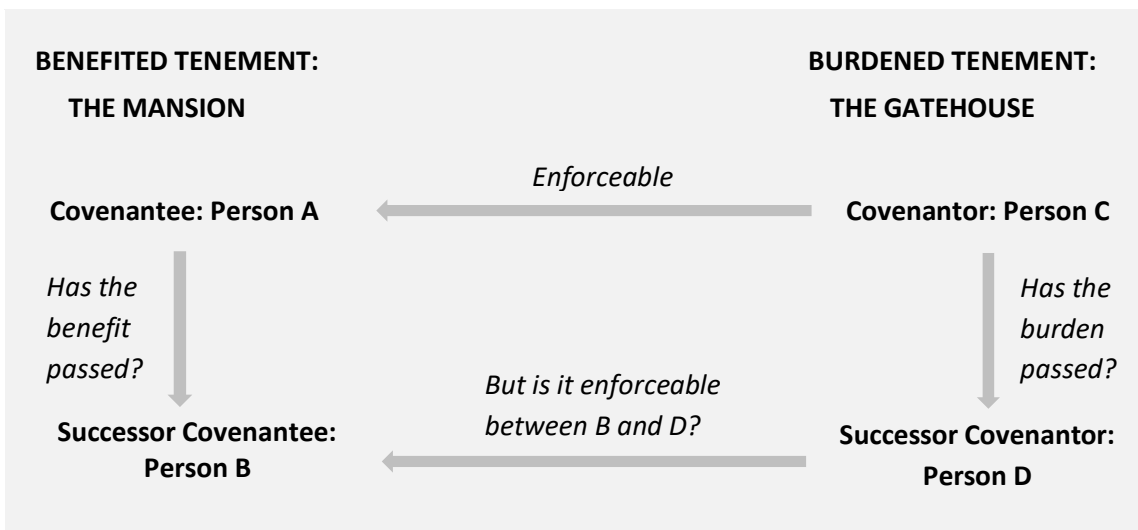 BENEFITED TENEMENT:
THE MANSION
BURDENED TENEMENT:
THE GATEHOUSE
Enforceable
Covenantee: Person A
Covenantor: Person C
Has the
benefit
passed?
Has the
burden
passed?
But is it enforceable
between B and D?
Successor Covenantee:
Person B
Successor Covenantor:
Person D